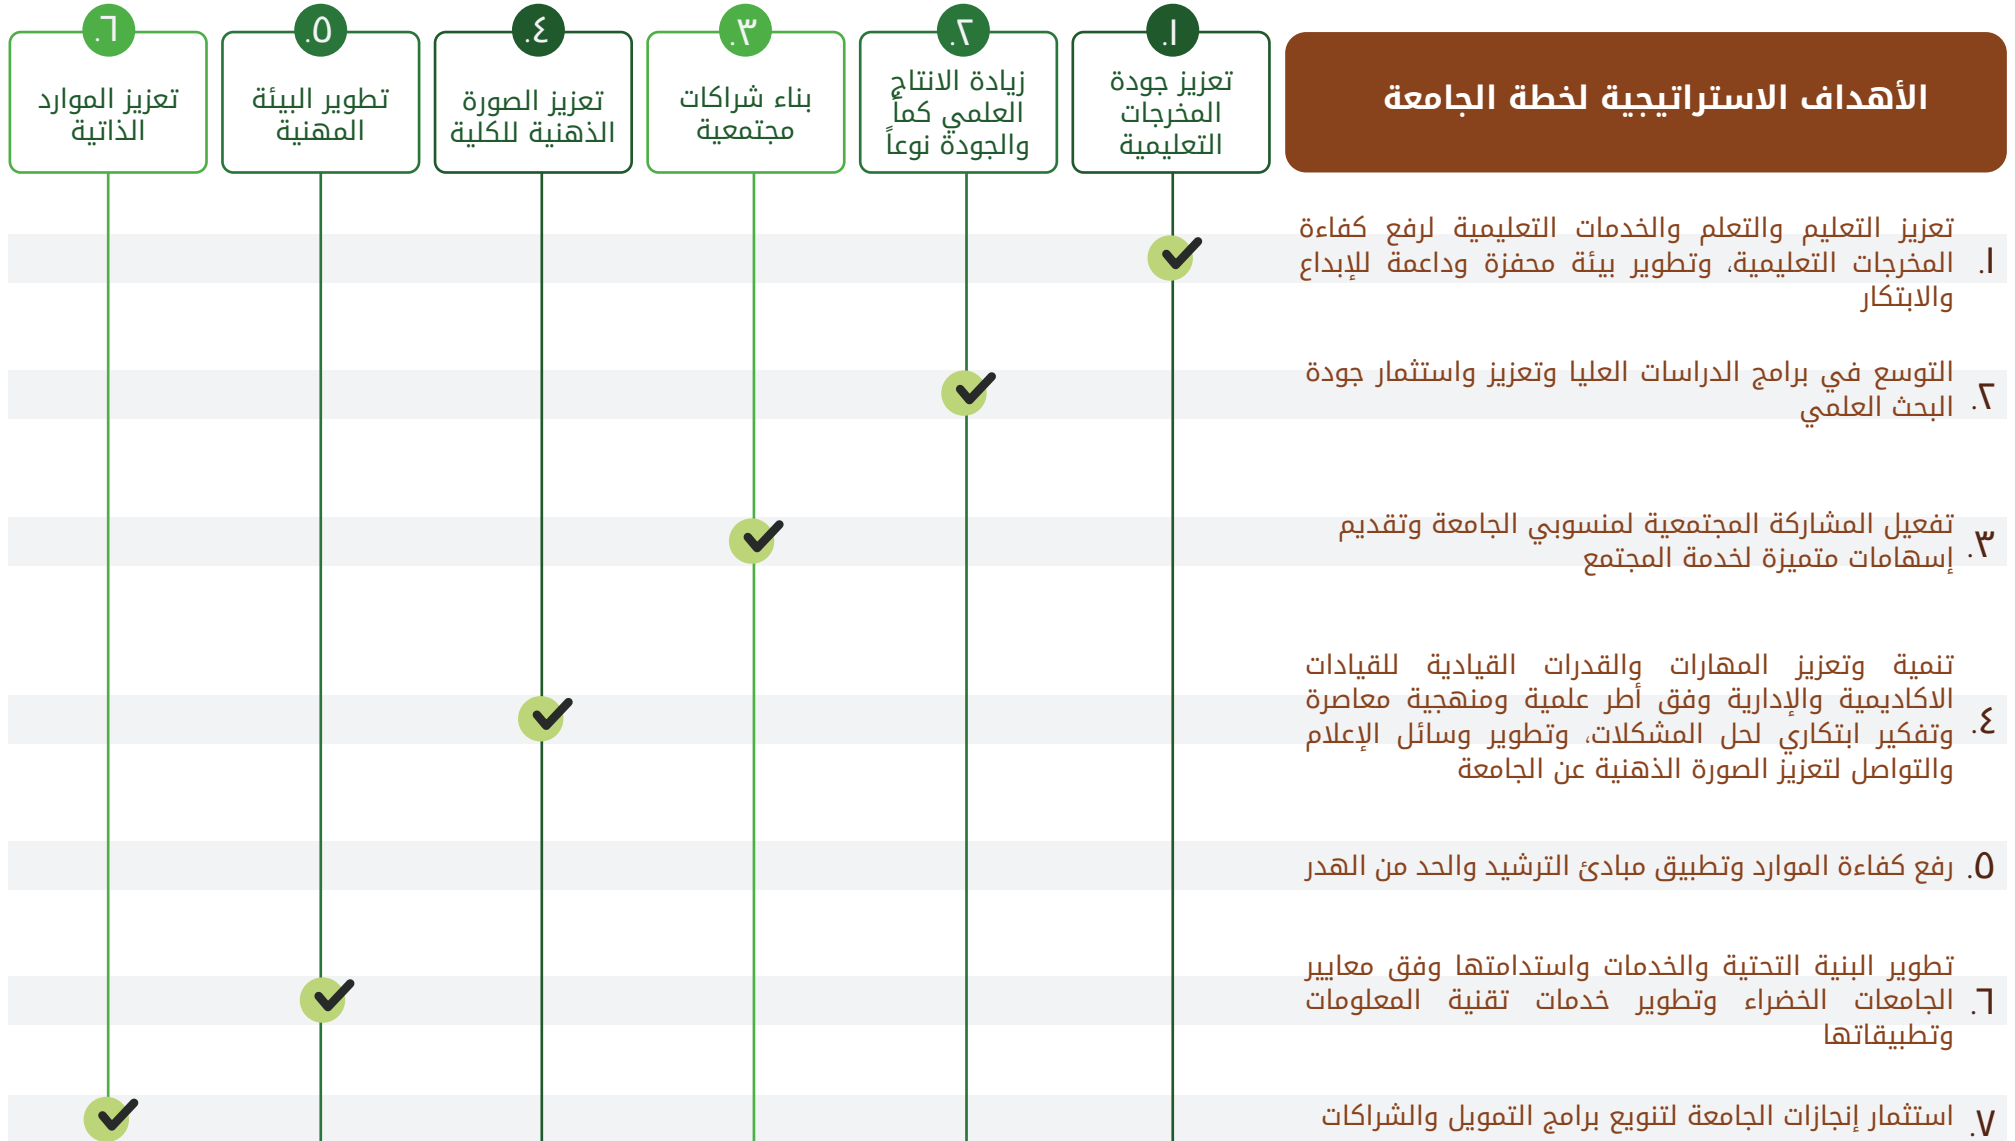 الأهداف الاستراتيجية لخطة الجامعة
١.
تعزيز جودة
المخرجات
التعليمية
٢.
زيادة الانتاج
العلمي كماً
والجودة نوعاً
٣.
بناء شراكات
مجتمعية
٤.
تعزيز الصورة
الذهنية للكلية
٥.
تطوير البيئة
المهنية
٦.
تعزيز الموارد
الذاتية
١.
تعزيز التعليم والتعلم والخدمات التعليمية لرفع كفاءة
المخرجات التعليمية، وتطوير بيئة محفزة وداعمة للإبداع
والابتكار
٢.
التوسع في برامج الدراسات العليا وتعزيز واستثمار جودة
البحث العلمي
٣.
تفعيل المشاركة المجتمعية لمنسوبي الجامعة وتقديم
إسهامات متميزة لخدمة المجتمع
٤.
تنمية وتعزيز المهارات والقدرات القيادية للقيادات
الاكاديمية والإدارية وفق أطر علمية ومنهجية معاصرة
وتفكير ابتكاري لحل المشكلات، وتطوير وسائل الإعلام
والتواصل لتعزيز الصورة الذهنية عن الجامعة
٥. رفع كفاءة الموارد وتطبيق مبادئ الترشيد والحد من الهدر
٦.
تطوير البنية التحتية والخدمات واستدامتها وفق معايير
الجامعات الخضراء وتطوير خدمات تقنية المعلومات
وتطبيقاتها
٧. استثمار إنجازات الجامعة لتنويع برامج التمويل والشراكات